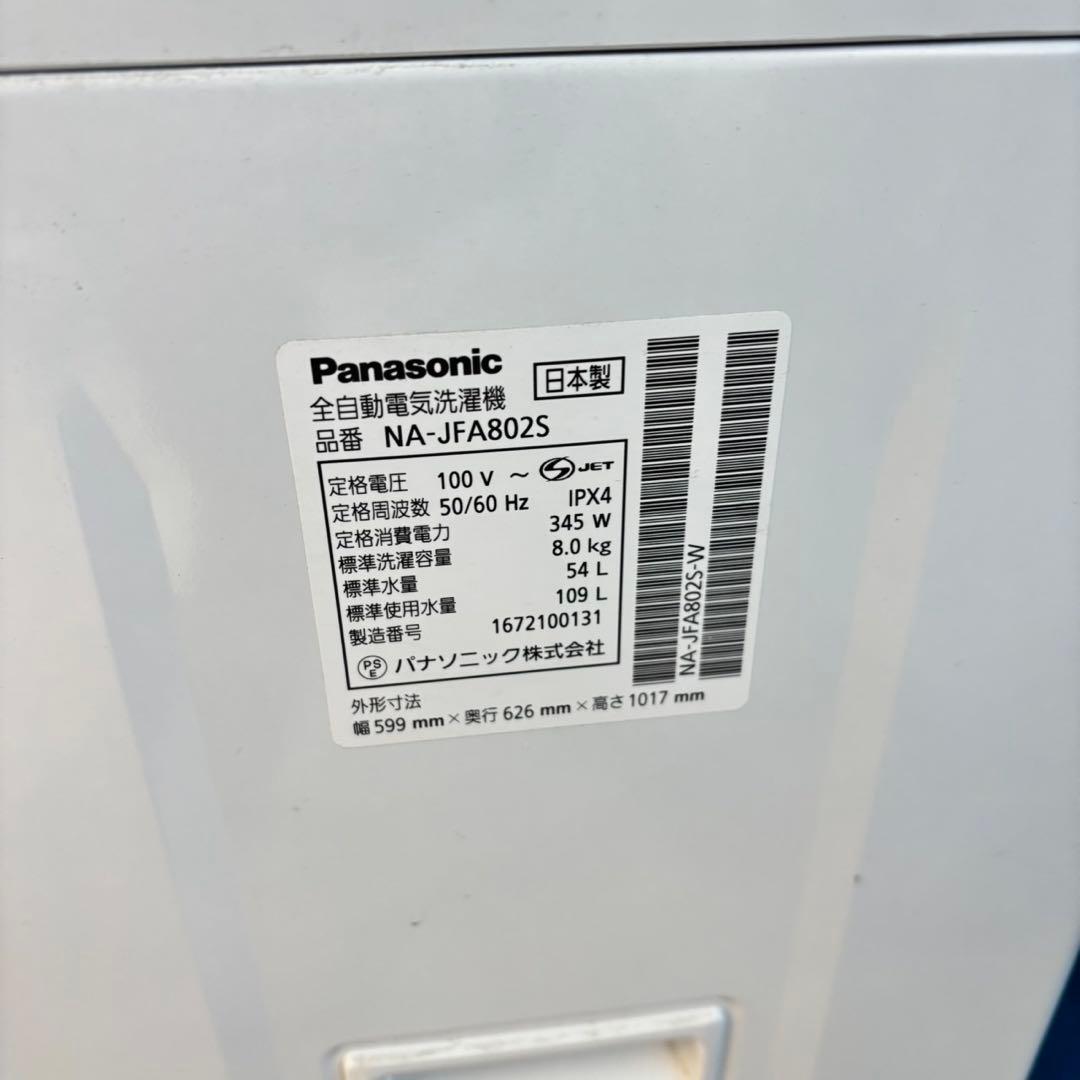 Panasonic
日本製
全自動電気洗濯機
品番 NA-JFA802S
定格電圧 100 V ~ S JET
定格周波数 50/60 Hz IPX4
定格消費電力 345 W
標準洗濯容量 8.0 kg
標準水量 54 L
標準使用水量 109 L
製造番号 1672100131
PSE パナソニック株式会社
外形寸法
幅 599 mm × 奥行 626 mm × 高さ 1017 mm
NA-JFA802S-W